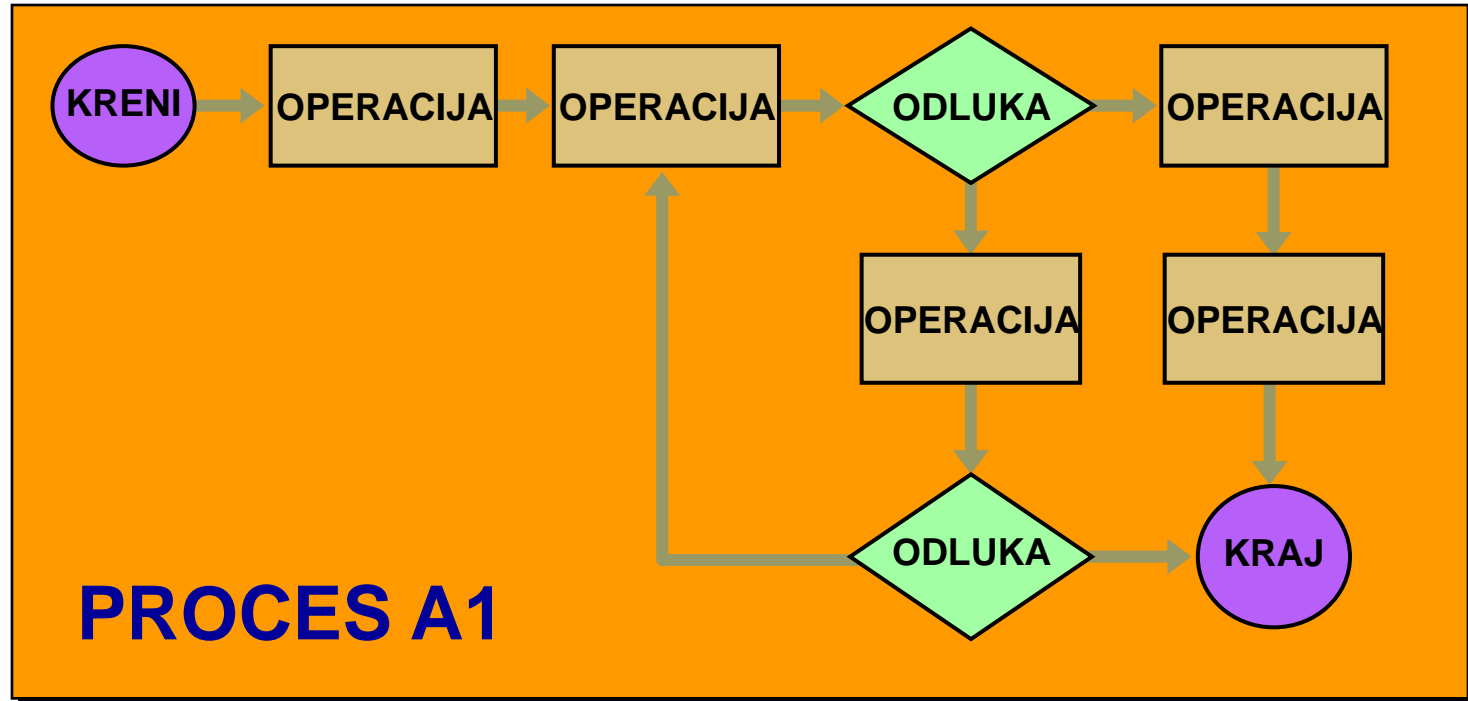 KRENI
OPERACIJA
OPERACIJA
ODLUKA
OPERACIJA
OPERACIJA
OPERACIJA
ODLUKA
KRAJ
PROCES A1